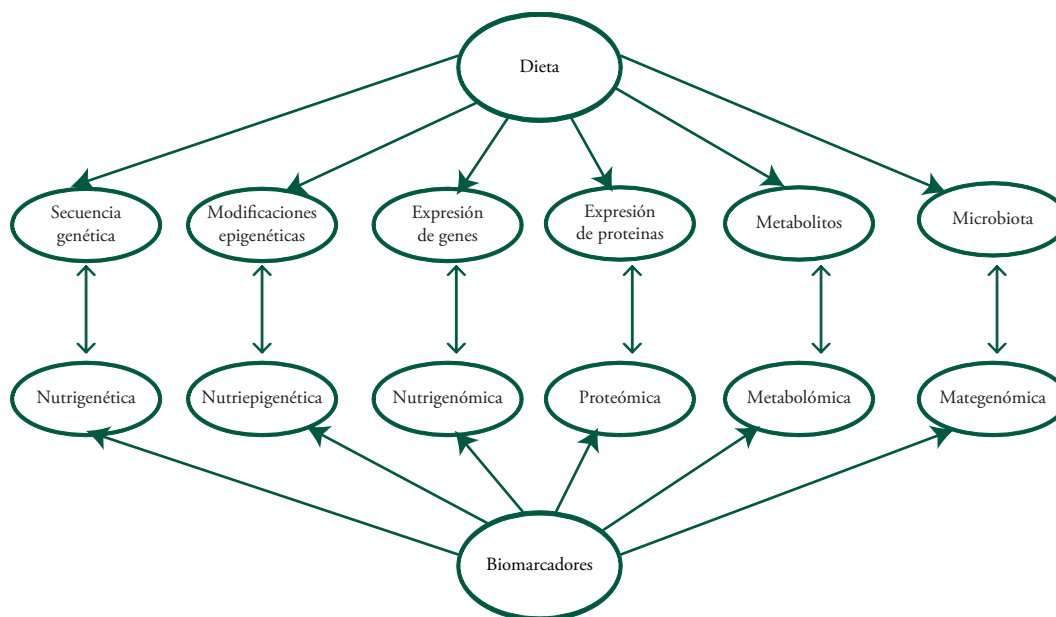 Dieta
Secuencia
genética
Modificaciones
epigenéticas
Expresión
de genes
Expresión
de proteinas
Metabolitos
Microbiota
Nutrigenética
Nutriepigenética
Nutrigenómica
Proteómica
Metabolómica
Mategenómica
Biomarcadores